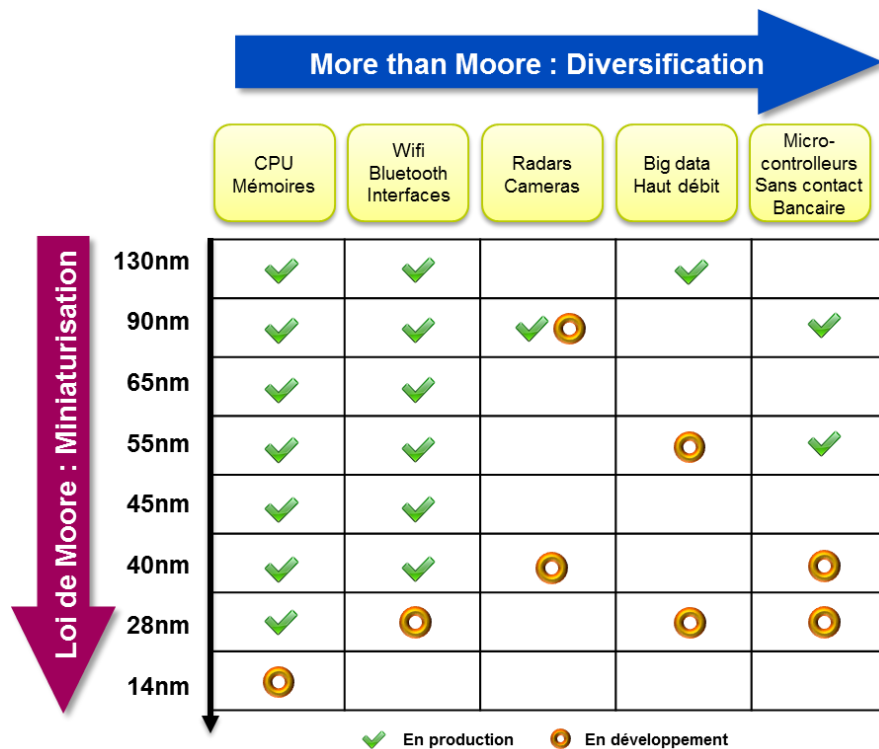 More than Moore : Diversification
CPU
Mémoires
Wifi
Bluetooth
Interfaces
Radars
Cameras
Big data
Haut débit
Micro-
controlleurs
Sans contact
Bancaire
Loi de Moore : Miniaturisation
130nm
90nm
65nm
55nm
45nm
40nm
28nm
14nm
En production
En développement